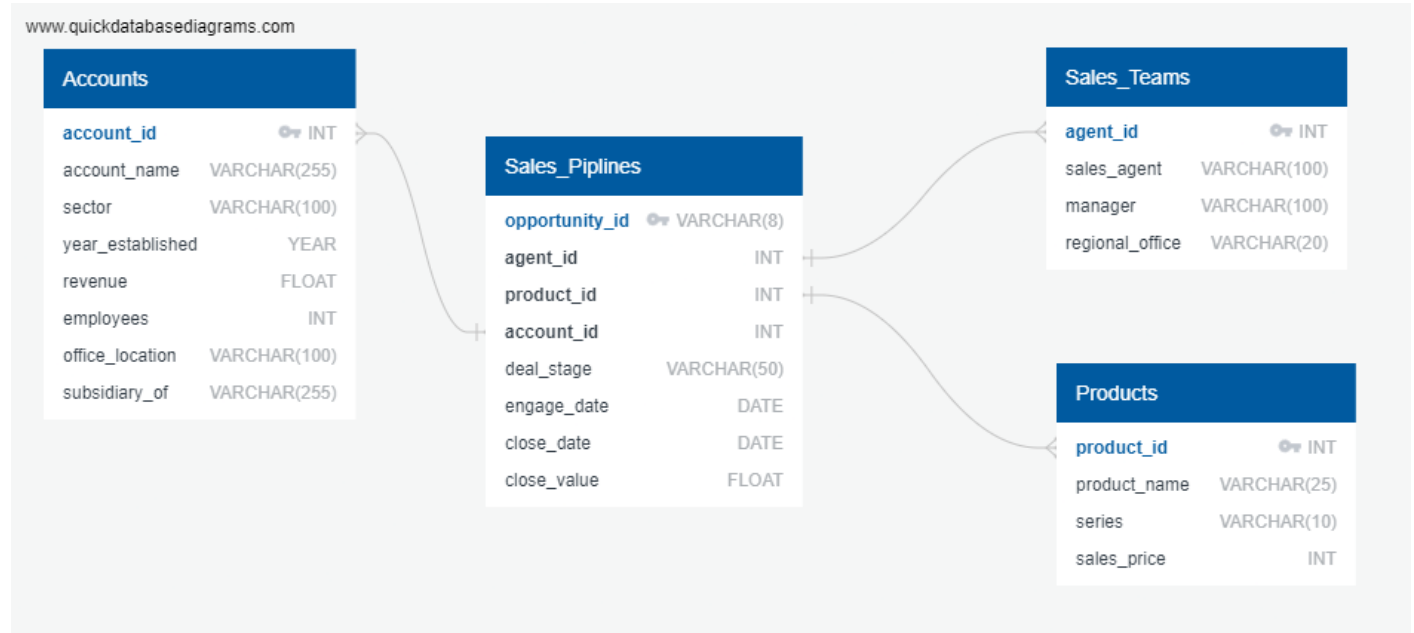 www.quickdatabasediagrams.com
Accounts
account_id INT
account_name VARCHAR(255)
sector VARCHAR(100)
year_established YEAR
revenue FLOAT
employees INT
office_location VARCHAR(100)
subsidiary_of VARCHAR(255)
Sales_Piplines
opportunity_id VARCHAR(8)
agent_id INT
product_id INT
account_id INT
deal_stage VARCHAR(50)
engage_date DATE
close_date DATE
close_value FLOAT
Sales_Teams
agent_id INT
sales_agent VARCHAR(100)
manager VARCHAR(100)
regional_office VARCHAR(20)
Products
product_id INT
product_name VARCHAR(25)
series VARCHAR(10)
sales_price INT